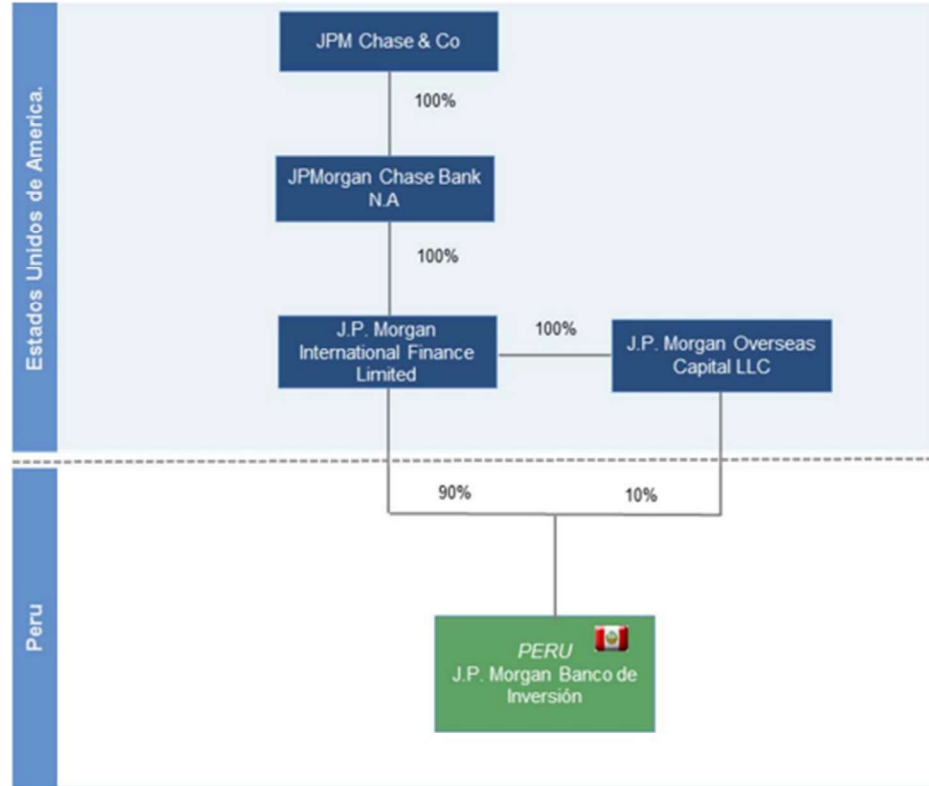 Estados Unidos de America.
JPM Chase & Co
100%
JPMorgan Chase Bank
N.A
100%
J.P. Morgan
International Finance
Limited
100%
J.P. Morgan Overseas
Capital LLC
90%
10%
Peru
PERU
J.P. Morgan Banco de
Inversión